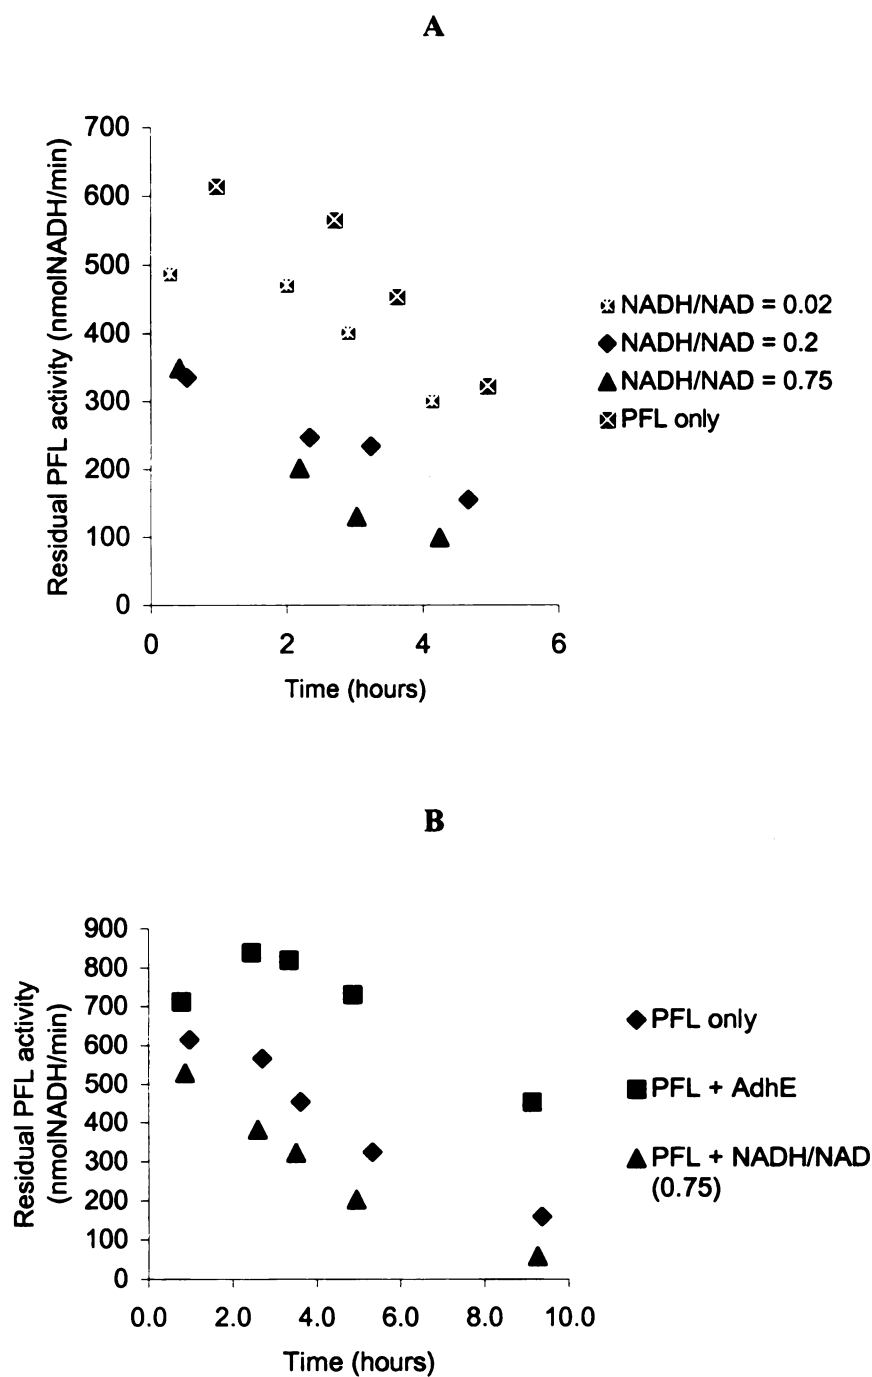 A
Residual PFL activity (nmolNADH/min)
700
600
500
400
300
200
100
0
0 2 4 6
Time (hours)
NADH/NAD = 0.02
NADH/NAD = 0.2
NADH/NAD = 0.75
PFL only
B
Residual PFL activity
(nmolNADH/min)
900
800
700
600
500
400
300
200
100
0
0.0 2.0 4.0 6.0 8.0 10.0
Time (hours)
PFL only
PFL + AdhE
PFL + NADH/NAD
(0.75)